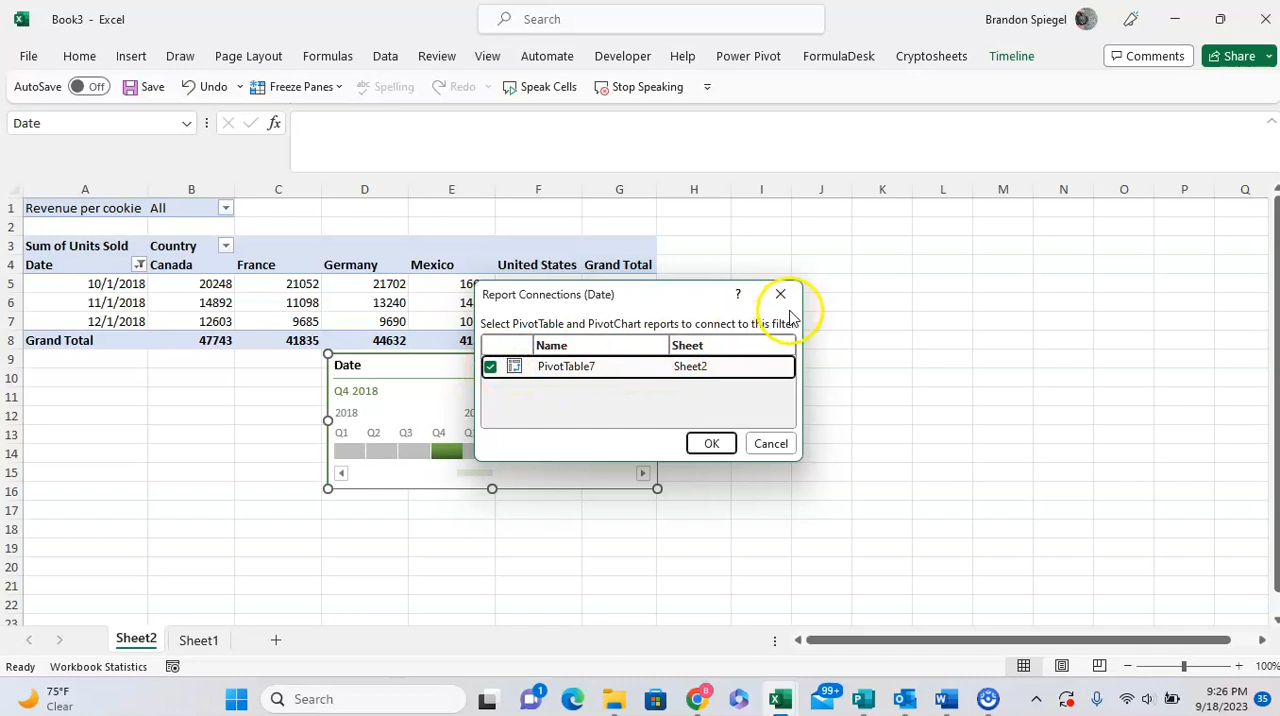 Book3 - Excel
Search
Brandon Spiegel
File Home Insert Draw Page Layout Formulas Data Review View Automate Developer Help Power Pivot FormulaDesk Cryptosheets Timeline
Comments Share
AutoSave Off Save Undo Freeze Panes Spelling Redo Speak Cells Stop Speaking
Date fx
A B C D E F G H I J K L M N O P Q
1 Revenue per cookie All
2
3 Sum of Units Sold Country
4 Date Canada France Germany Mexico United States Grand Total
5 10/1/2018 20248 21052 21702
6 11/1/2018 14892 11098 13240
7 12/1/2018 12603 9685 9690
8 Grand Total 47743 41835 44632
9
10
11
12
13
14
15
16
17
18
19
20
21
22
23
Date
Q4 2018
2018
Q1 Q2 Q3 Q4
Report Connections (Date) ?
Select PivotTable and PivotChart reports to connect to this filter
Name Sheet
PivotTable7 Sheet2
OK Cancel
Sheet2 Sheet1
Ready Workbook Statistics
100%
75°F
Clear
Search
1
8
99+
9:26 PM
9/18/2023
35